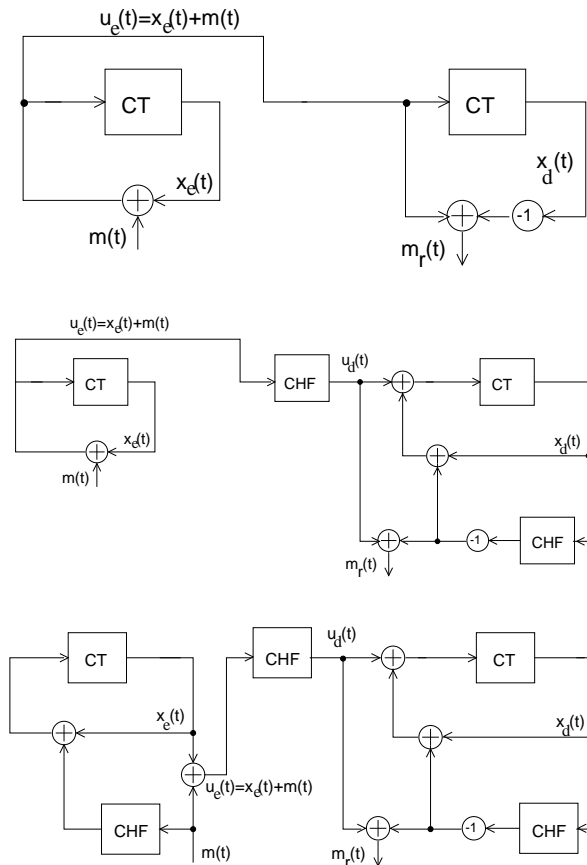 u_e(t)=x_e(t)+m(t)
CT
CT
x_e(t)
x_d(t)
-1
m(t)
m_r(t)
u_e(t)=x_e(t)+m(t)
CT
CHF
u_d(t)
CT
x_e(t)
x_d(t)
m(t)
-1
CHF
m_r(t)
CT
CHF
u_d(t)
CT
x_e(t)
x_d(t)
u_e(t)=x_e(t)+m(t)
CHF
-1
CHF
m(t)
m_r(t)